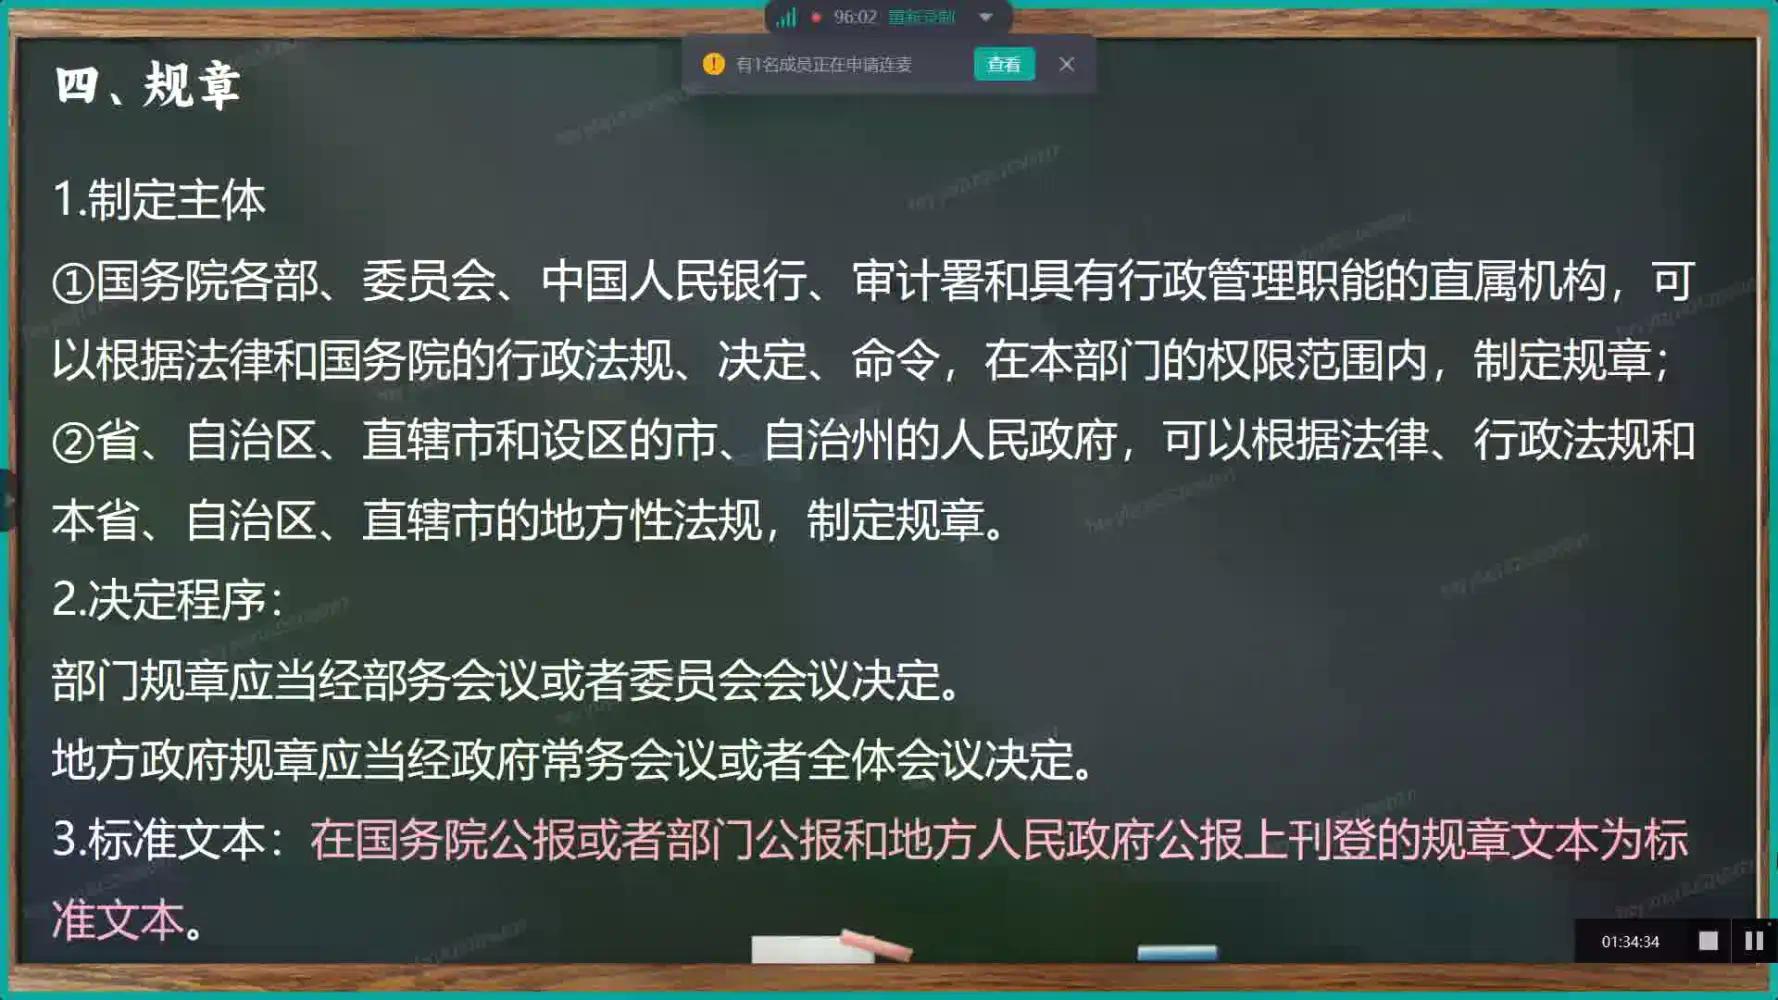 96:02 重新录制
有1名成员正在申请连麦 查看
四、规章
1.制定主体
①国务院各部、委员会、中国人民银行、审计署和具有行政管理职能的直属机构，可
以根据法律和国务院的行政法规、决定、命令，在本部门的权限范围内，制定规章；
②省、自治区、直辖市和设区的市、自治州的人民政府，可以根据法律、行政法规和
本省、自治区、直辖市的地方性法规，制定规章。
2.决定程序：
部门规章应当经部务会议或者委员会会议决定。
地方政府规章应当经政府常务会议或者全体会议决定。
3.标准文本：在国务院公报或者部门公报和地方人民政府公报上刊登的规章文本为标
准文本。
01:34:34